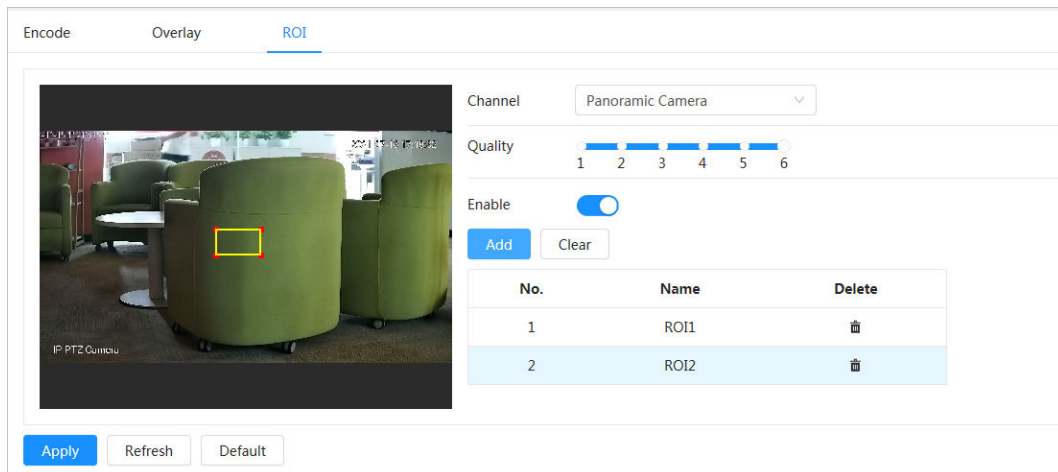 Encode Overlay ROI
Channel Panoramic Camera
Quality
1 2 3 4 5 6
Enable
Add Clear
No. Name Delete
1 ROI1
2 ROI2
IP PTZ Camera
Apply Refresh Default